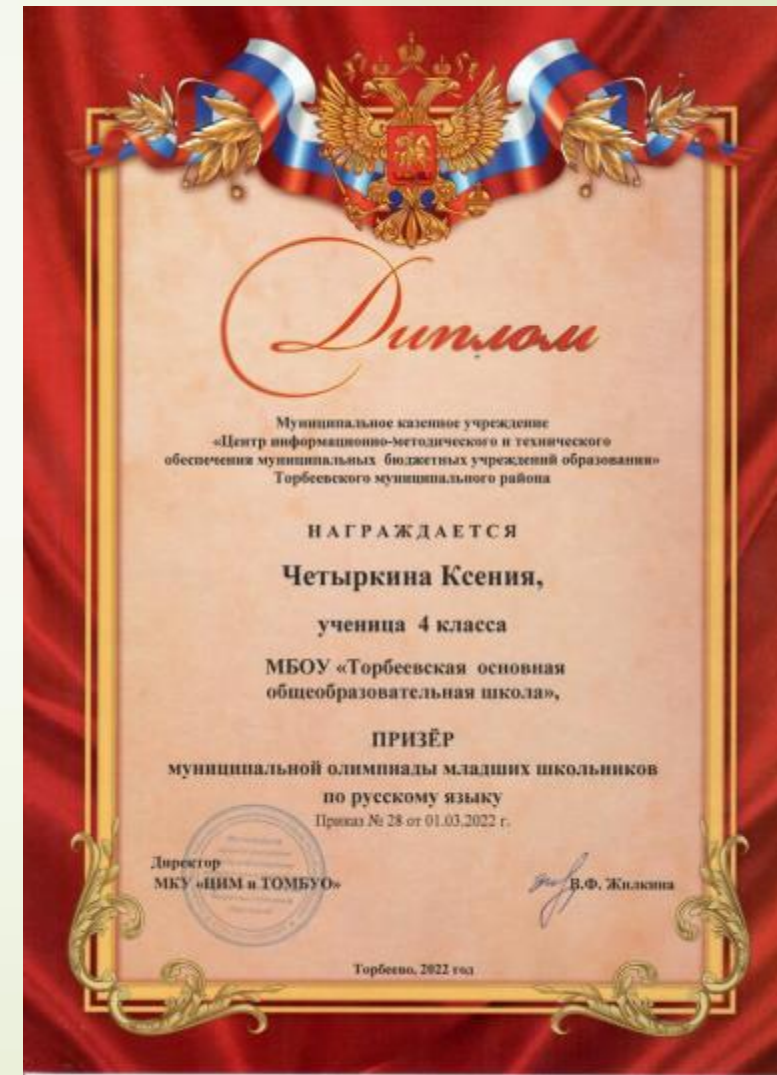 Диплом
Муниципальное казенное учреждение
«Центр информационно-методического и технического
обеспечения муниципальных бюджетных учреждений образования»
Торбеевского муниципального района
НАГРАЖДАЕТСЯ
Четыркина Ксения,
ученица 4 класса
МБОУ «Торбеевская основная
общеобразовательная школа»,
ПРИЗЁР
муниципальной олимпиады младших школьников
по русскому языку
Приказ № 28 от 01.03.2022 г.
Директор
МКУ «ЦИМ и ТОМБУО» В.Ф. Жилкина
Торбеево, 2022 год